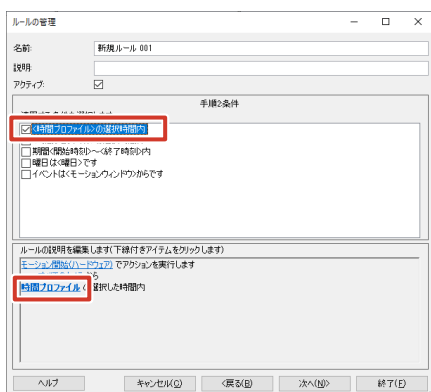 ルールの管理
名前:
新規ルール 001
説明:
アクティブ:
手順2条件
<時間プロファイル>の選択時間内
期間<開始時刻>～<終了時刻>内
曜日は<曜日>です
イベントは<モーションウィンドウ>からです
ルールの説明を編集します(下線付きアイテムをクリックします)
モーション開始(ハードウェア) でアクションを実行します
から
時間プロファイル 選択した時間内
ヘルプ
キャンセル(C)
<戻る(B)
次へ(N)>
終了(F)